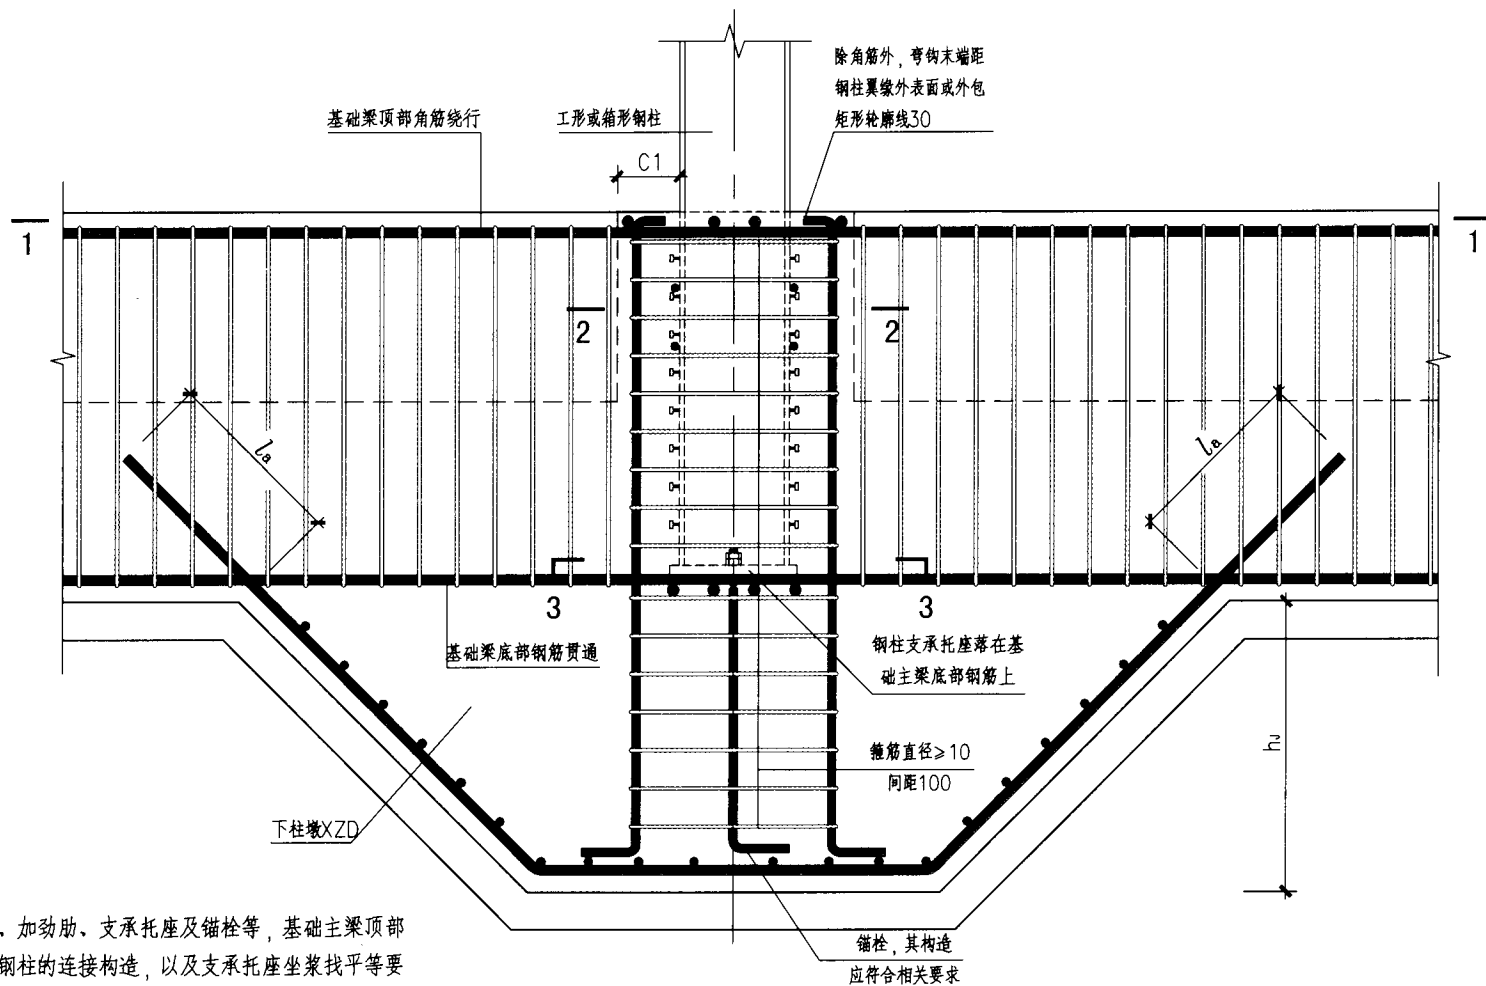 除角筋外，弯钩末端距
钢柱翼缘外表面或外包
矩形轮廓线30
基础梁顶部角筋绕行
工形或箱形钢柱
C1
1
1
2
2
la
la
3
3
基础梁底部钢筋贯通
钢柱支承托座落在基
础主梁底部钢筋上
箍筋直径≥10
间距100
hJ
下柱墩XZD
锚栓，其构造
应符合相关要求
、加劲肋、支承托座及锚栓等，基础主梁顶部
钢柱的连接构造，以及支承托座坐浆找平等要